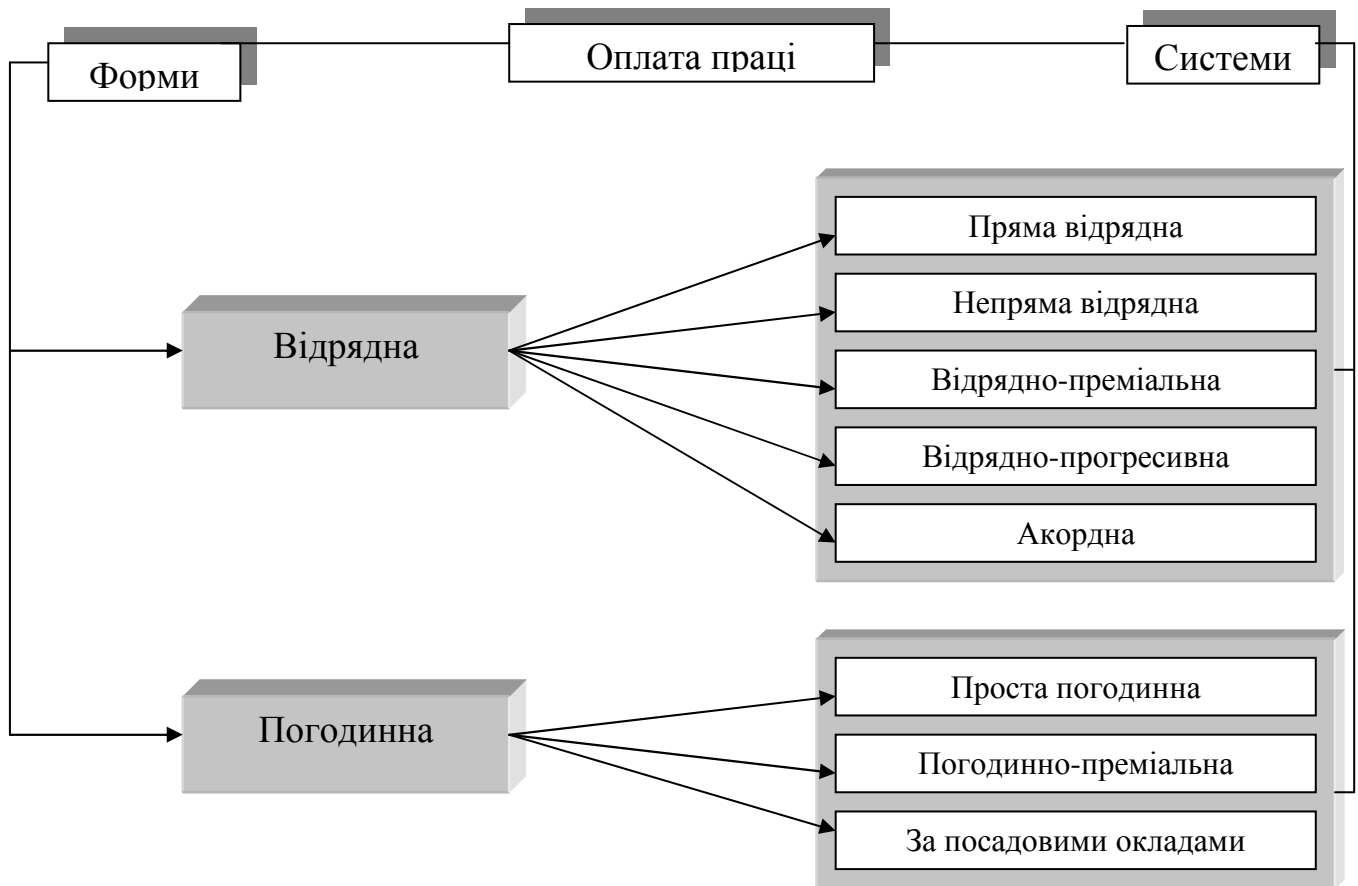 Форми
Оплата праці
Системи
Відрядна
Пряма відрядна
Непряма відрядна
Відрядно-преміальна
Відрядно-прогресивна
Акордна
Погодинна
Проста погодинна
Погодинно-преміальна
За посадовими окладами